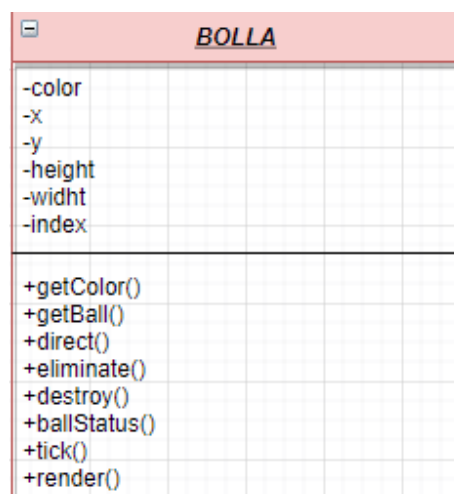 BOLLA
-color
-x
-y
-height
-widht
-index
+getColor()
+getBall()
+direct()
+eliminate()
+destroy()
+ballStatus()
+tick()
+render()